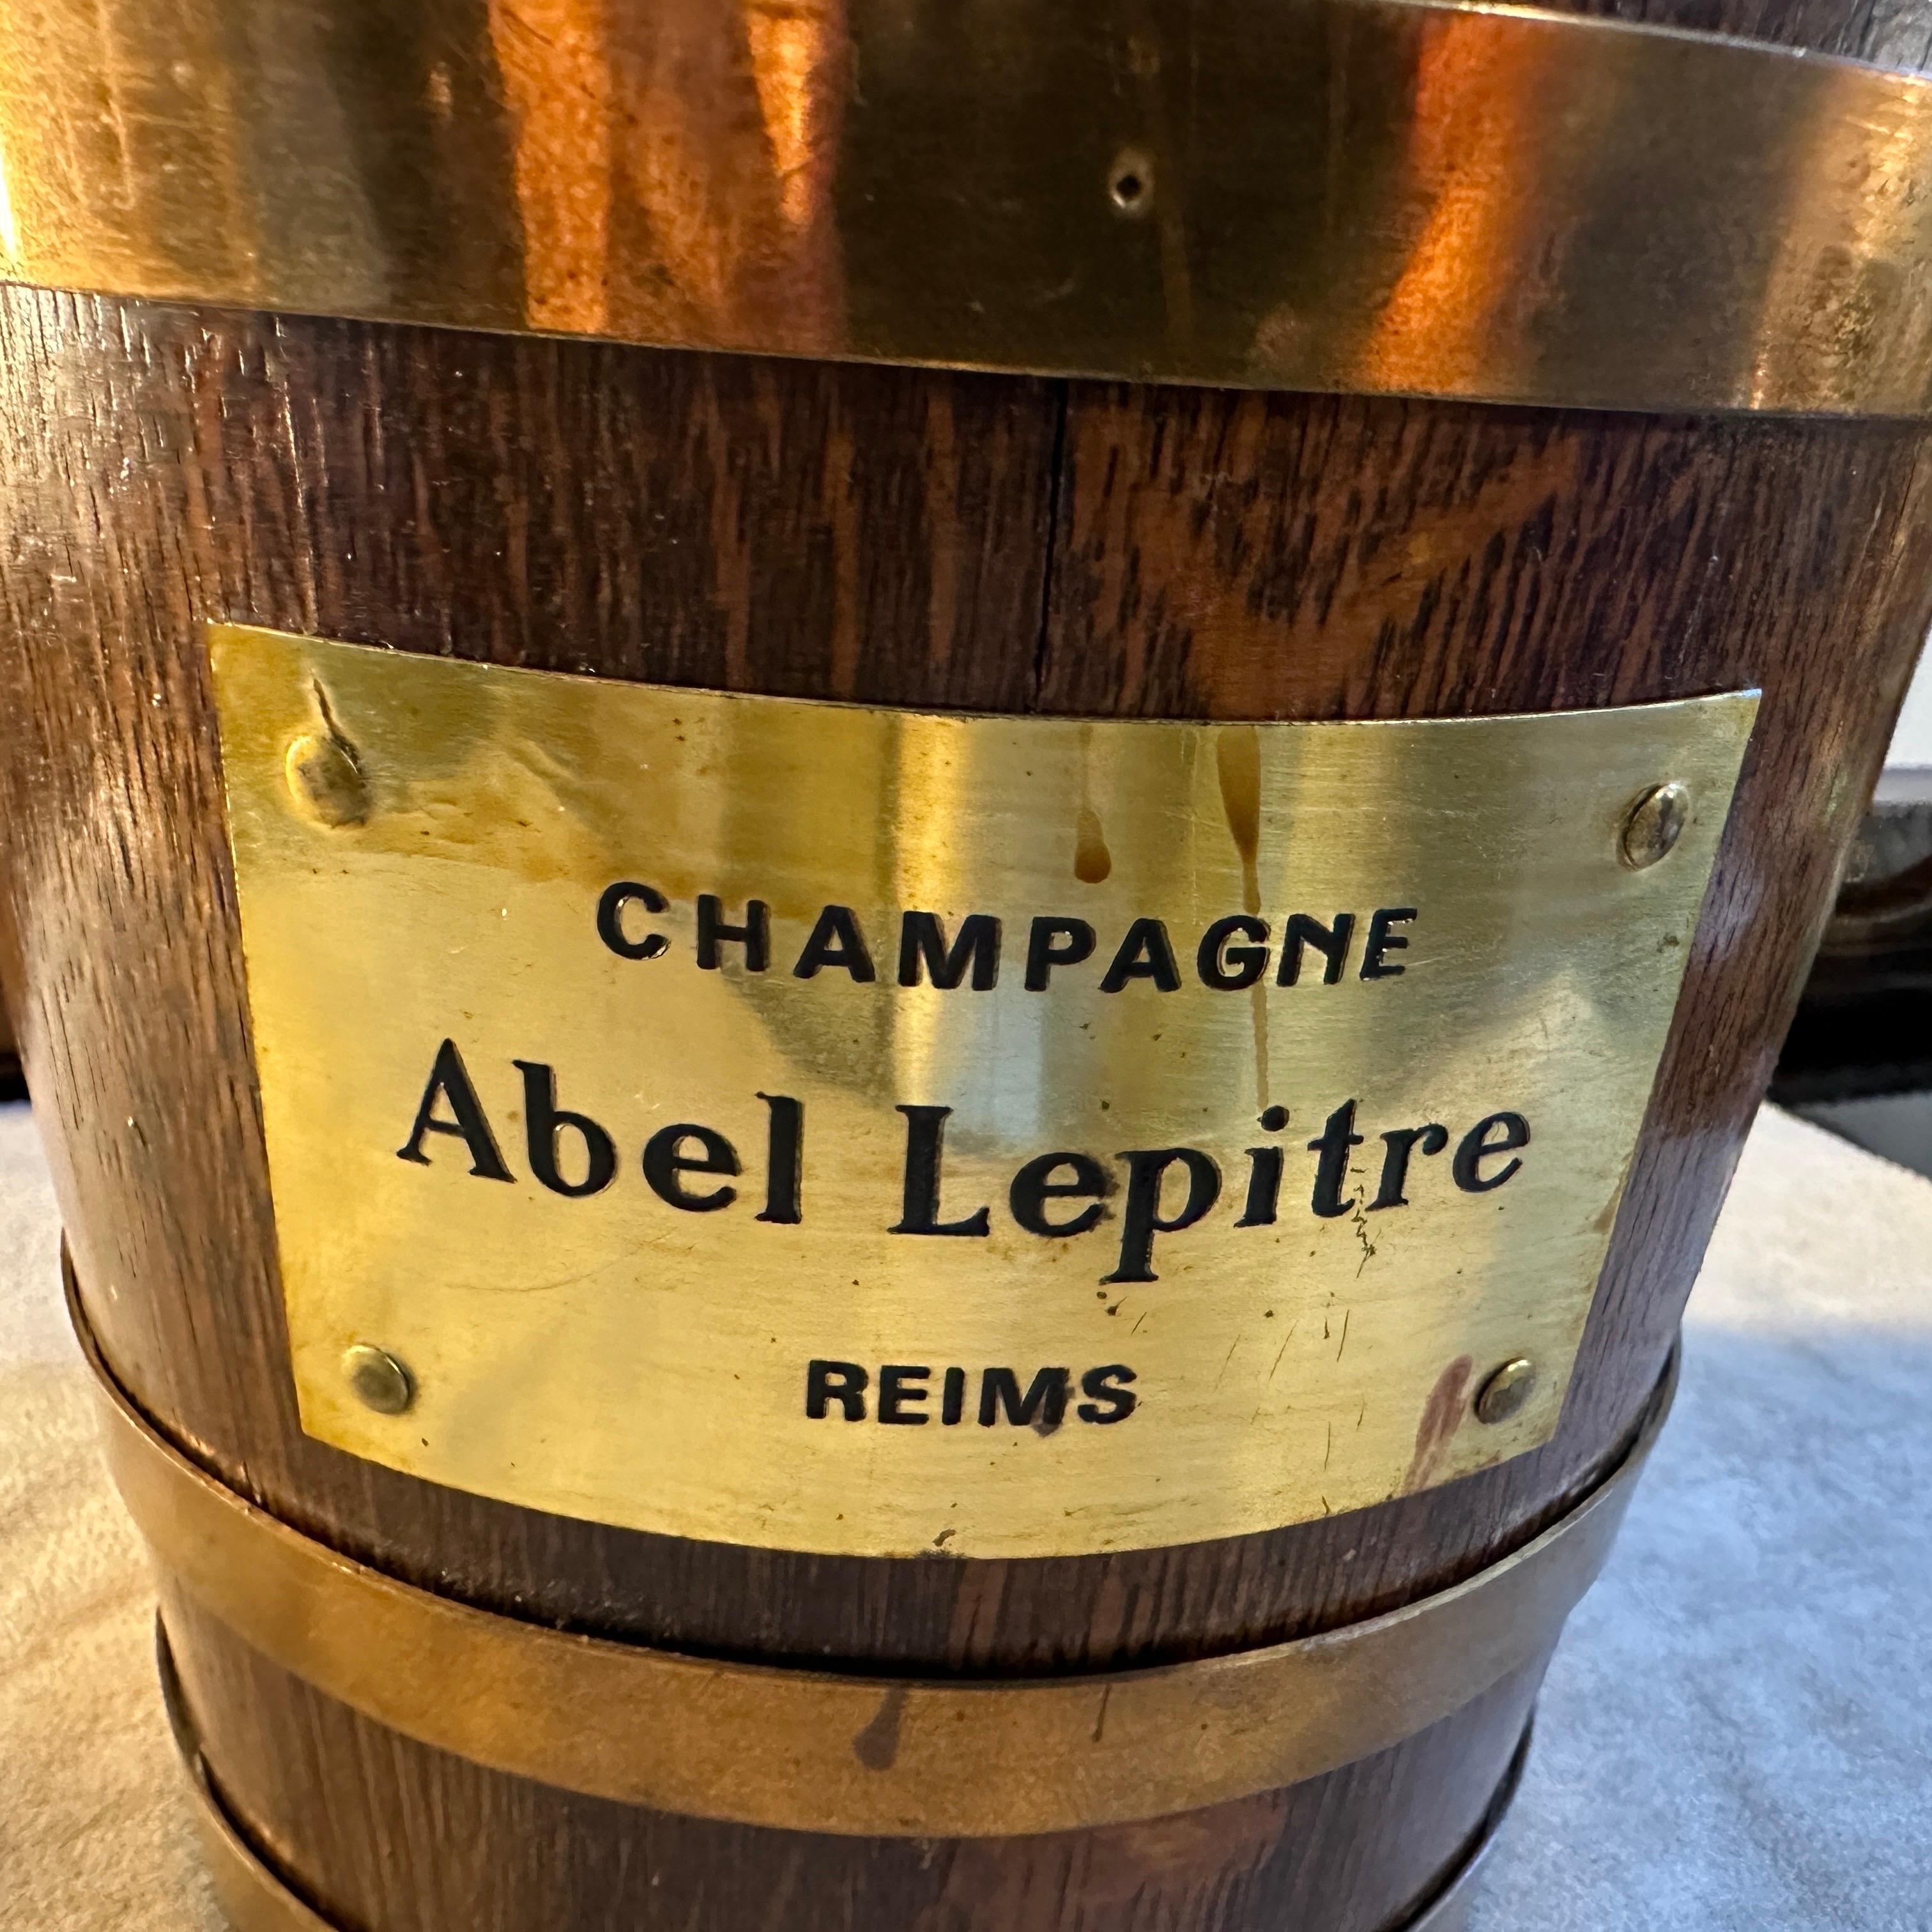 CHAMPAGNE
Abel Lepitre
REIMS